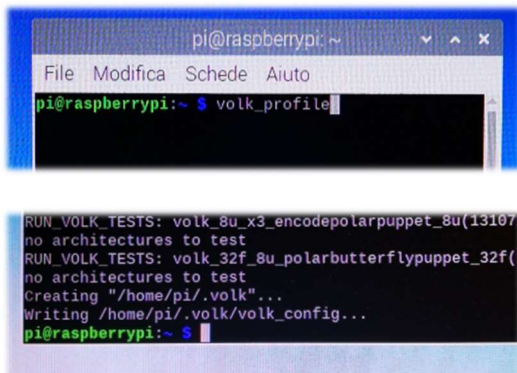 pi@raspberrypi: ~
File Modifica Schede Aiuto
pi@raspberrypi:~ $ volk_profile
RUN_VOLK_TESTS: volk_8u_x3_encodepolarpuppet_8u(13107
no architectures to test
RUN_VOLK_TESTS: volk_32f_8u_polarbutterflypuppet_32f(
no architectures to test
Creating "/home/pi/.volk"...
Writing /home/pi/.volk/volk_config...
pi@raspberrypi:~ $